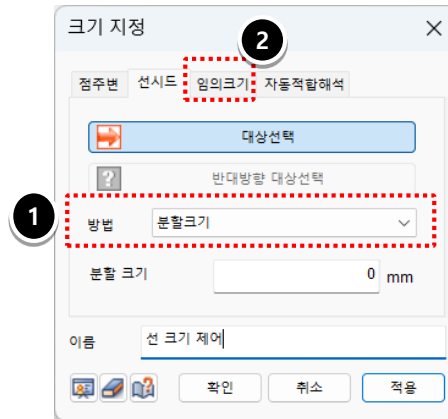 크기 지정
2
점주변 선시드 임의크기 자동적합해석
대상선택
? 반대방향 대상선택
1
방법 분할크기
분할 크기 0 mm
이름 선 크기 제어
확인 취소 적용